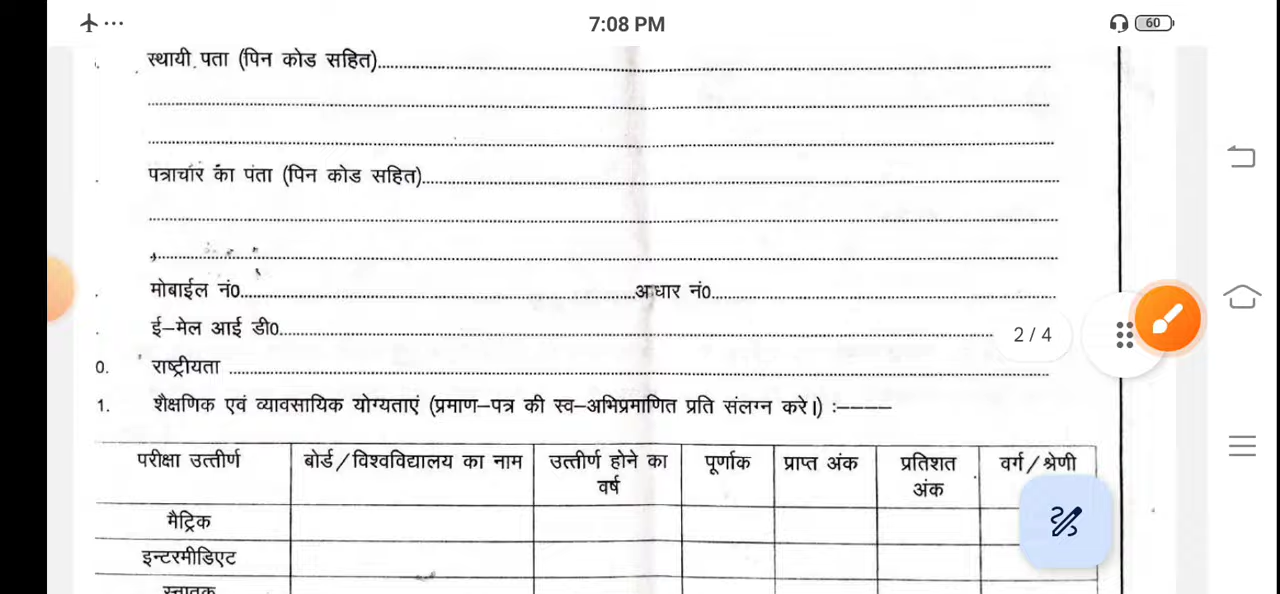 7:08 PM
60
स्थायी पता (पिन कोड सहित)
पत्राचार का पंता (पिन कोड सहित)
मोबाईल नं0. आधार नं0.
ई–मेल आई डी0.
2 / 4
0. राष्ट्रीयता
1. शैक्षणिक एवं व्यावसायिक योग्यताएं (प्रमाण–पत्र की स्व–अभिप्रमाणित प्रति संलग्न करे।) :––––
परीक्षा उत्तीर्ण बोर्ड/विश्वविद्यालय का नाम उत्तीर्ण होने का वर्ष पूर्णाक प्राप्त अंक प्रतिशत अंक वर्ग/श्रेणी
मैट्रिक
इन्टरमीडिएट
स्नातक